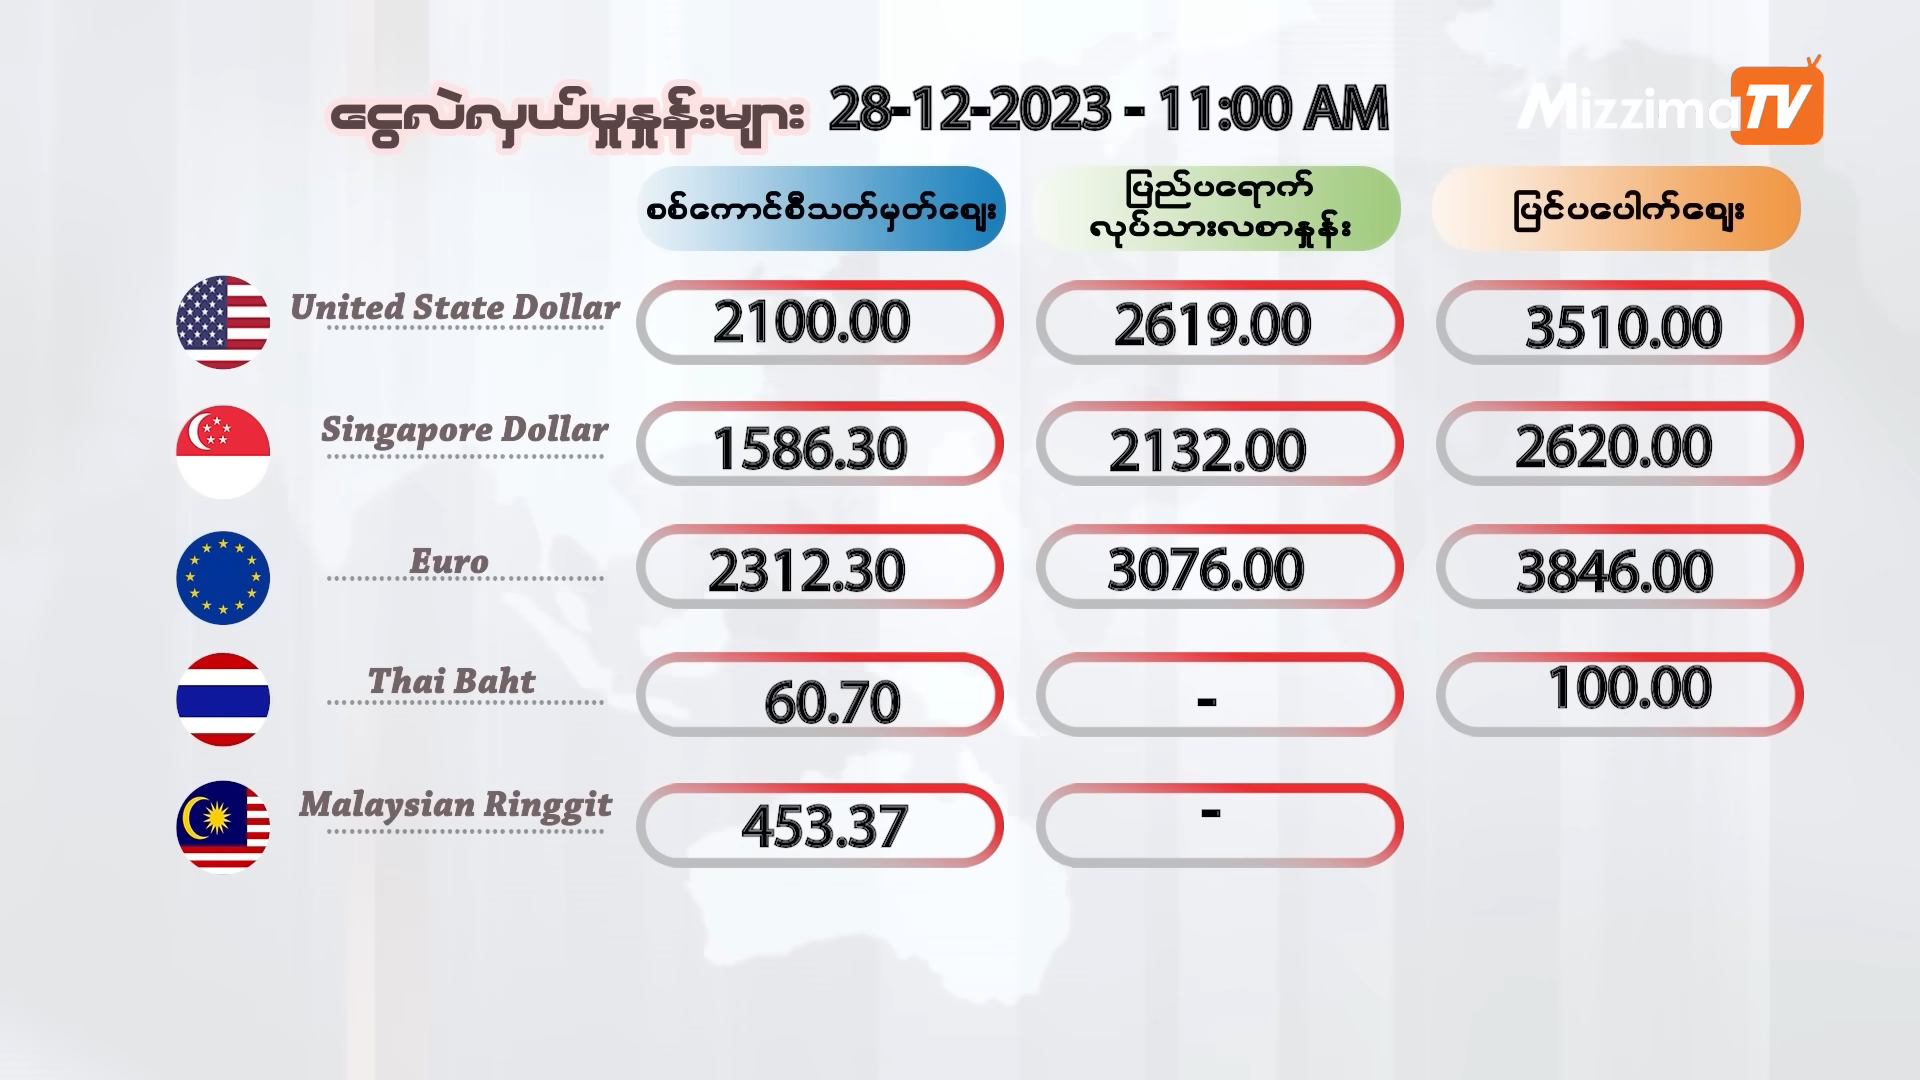 ငွေလဲလှယ်မှုနှုန်းများ 28-12-2023 - 11:00 AM
MizzimaTV
စစ်ကောင်စီသတ်မှတ်ဈေး
ပြည်ပရောက်
လုပ်သားလစာနှုန်း
ပြင်ပပေါက်ဈေး
United State Dollar 2100.00 2619.00 3510.00
Singapore Dollar 1586.30 2132.00 2620.00
Euro 2312.30 3076.00 3846.00
Thai Baht 60.70 - 100.00
Malaysian Ringgit 453.37 -